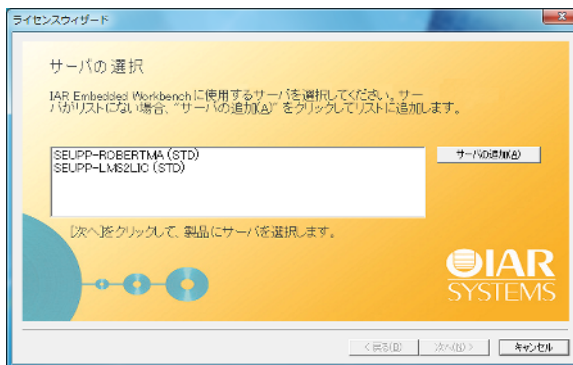 ライセンスウィザード
サーバの選択
IAR Embedded Workbenchに使用するサーバを選択してください。サー
バがリストにない場合、“サーバの追加(A)” をクリックしてリストに追加します。
SEUPP-ROBERTMA (STD)
SEUPP-LMS2LIC (STD)
サーバの追加(A)
[次へ]をクリックして、製品にサーバを選択します。
IAR
SYSTEMS
< 戻る(B)
次へ(N) >
キャンセル